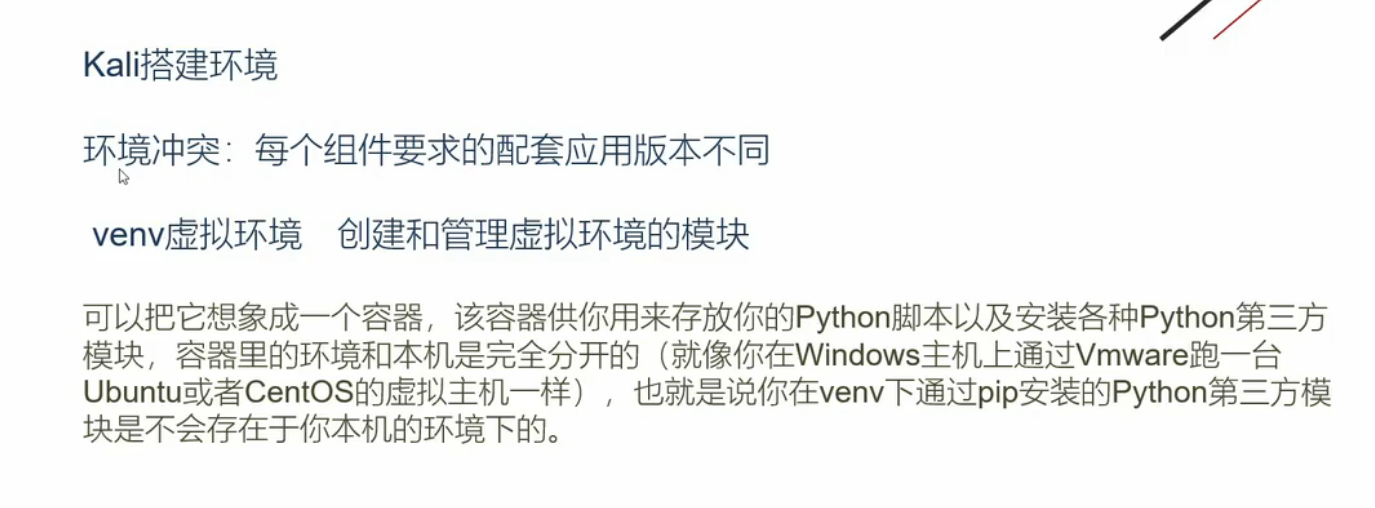 Kali搭建环境
环境冲突：每个组件要求的配套应用版本不同
venv虚拟环境 创建和管理虚拟环境的模块
可以把它想象成一个容器，该容器供你用来存放你的Python脚本以及安装各种Python第三方
模块，容器里的环境和本机是完全分开的（就像你在Windows主机上通过Vmware跑一台
Ubuntu或者CentOS的虚拟主机一样），也就是说你在venv下通过pip安装的Python第三方模
块是不会存在于你本机的环境下的。